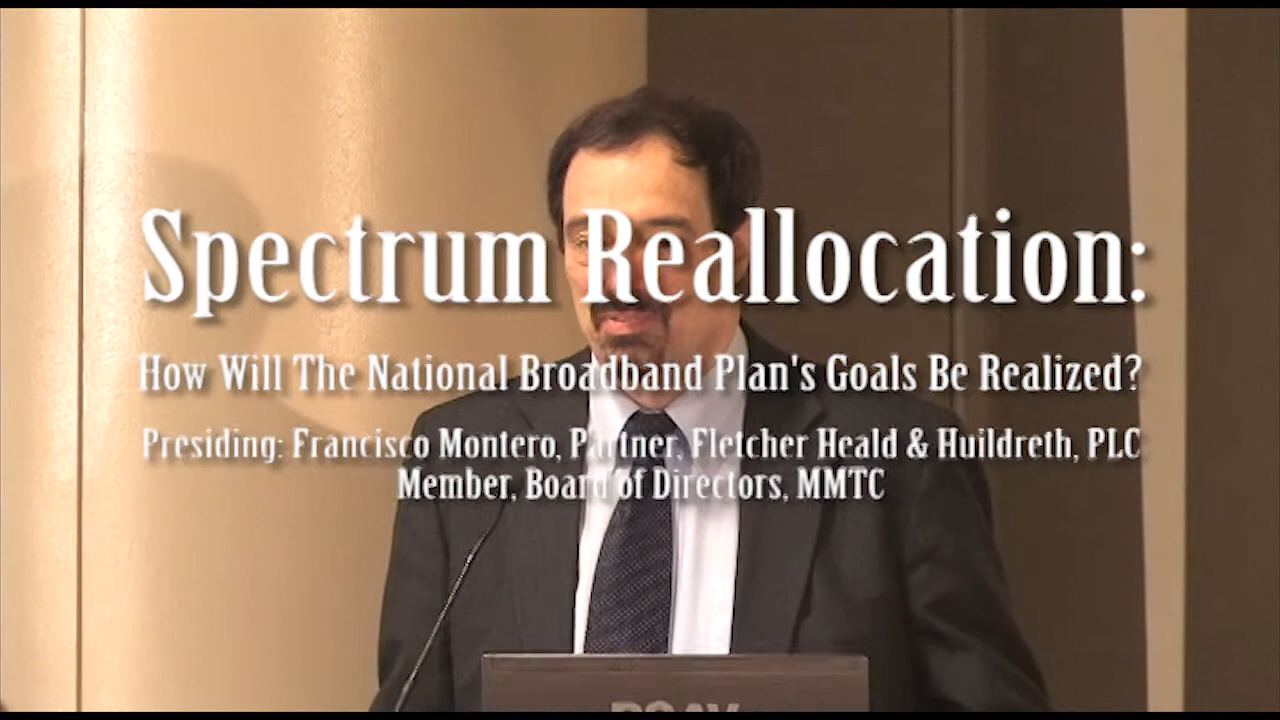 Spectrum Reallocation:
How Will The National Broadband Plan's Goals Be Realized?
Presiding: Francisco Montero, Partner, Fletcher Heald & Huildreth, PLC
Member, Board of Directors, MMTC